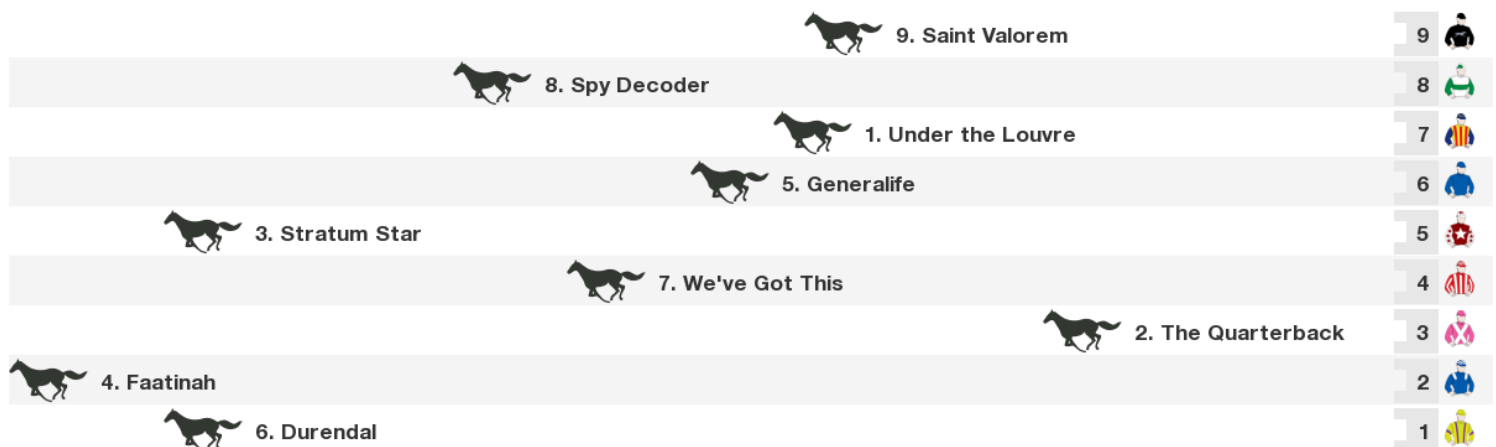 9. Saint Valorem 9
8. Spy Decoder 8
1. Under the Louvre 7
5. Generalife 6
3. Stratum Star 5
7. We've Got This 4
2. The Quarterback 3
4. Faatinah 2
6. Durendal 1